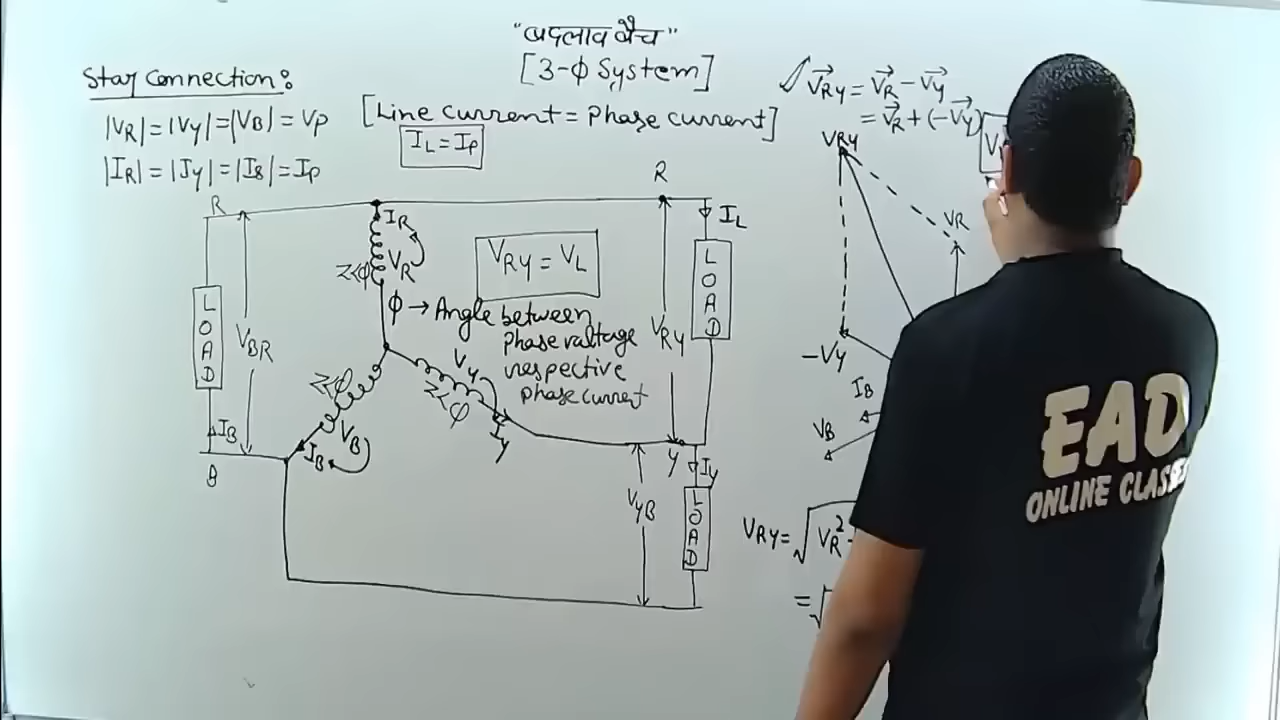 "बदलाव बैच"
[3-ϕ System]
Star Connection:
|VR| = |VY| = |VB| = VP
|IR| = |IY| = |IB| = IP
[Line current = Phase current]
IL = IP
VRY = VR - VY
= VR + (-VY)
VRY
VR
-VY
IB
VB
R
R
IR
VR
Z<ϕ
VRY = VL
IL
LOAD
LOAD
VBR
ϕ → Angle between
phase valtage
respective
phase current
VRY
VY
Z<ϕ
IY
Z<ϕ
VB
IB
IB
B
Y
IY
VYB
LOAD
VRY = √VR²
= √
EAD
ONLINE CLASSES